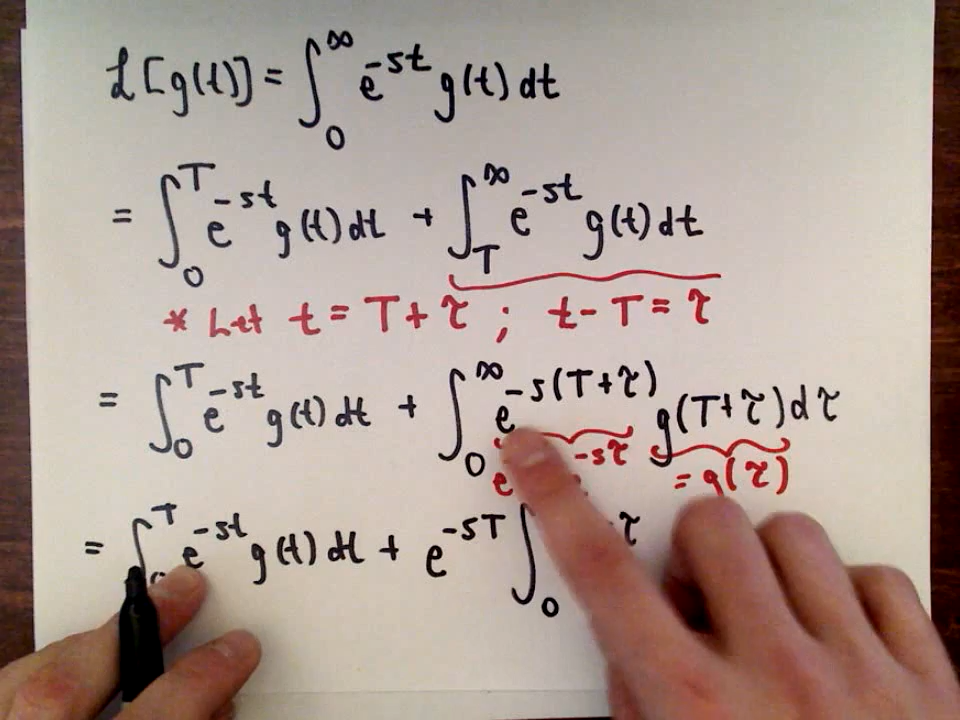 ℒ[g(t)] = ∫₀^∞ e^{-st} g(t) dt
= ∫₀^T e^{-st} g(t) dt + ∫_T^∞ e^{-st} g(t) dt
* Let t = T + τ ; t - T = τ
= ∫₀^T e^{-st} g(t) dt + ∫₀^∞ e^{-s(T+τ)} g(T+τ) dτ
e -sτ = g(τ)
= ∫₀^T e^{-st} g(t) dt + e^{-sT} ∫₀ τ